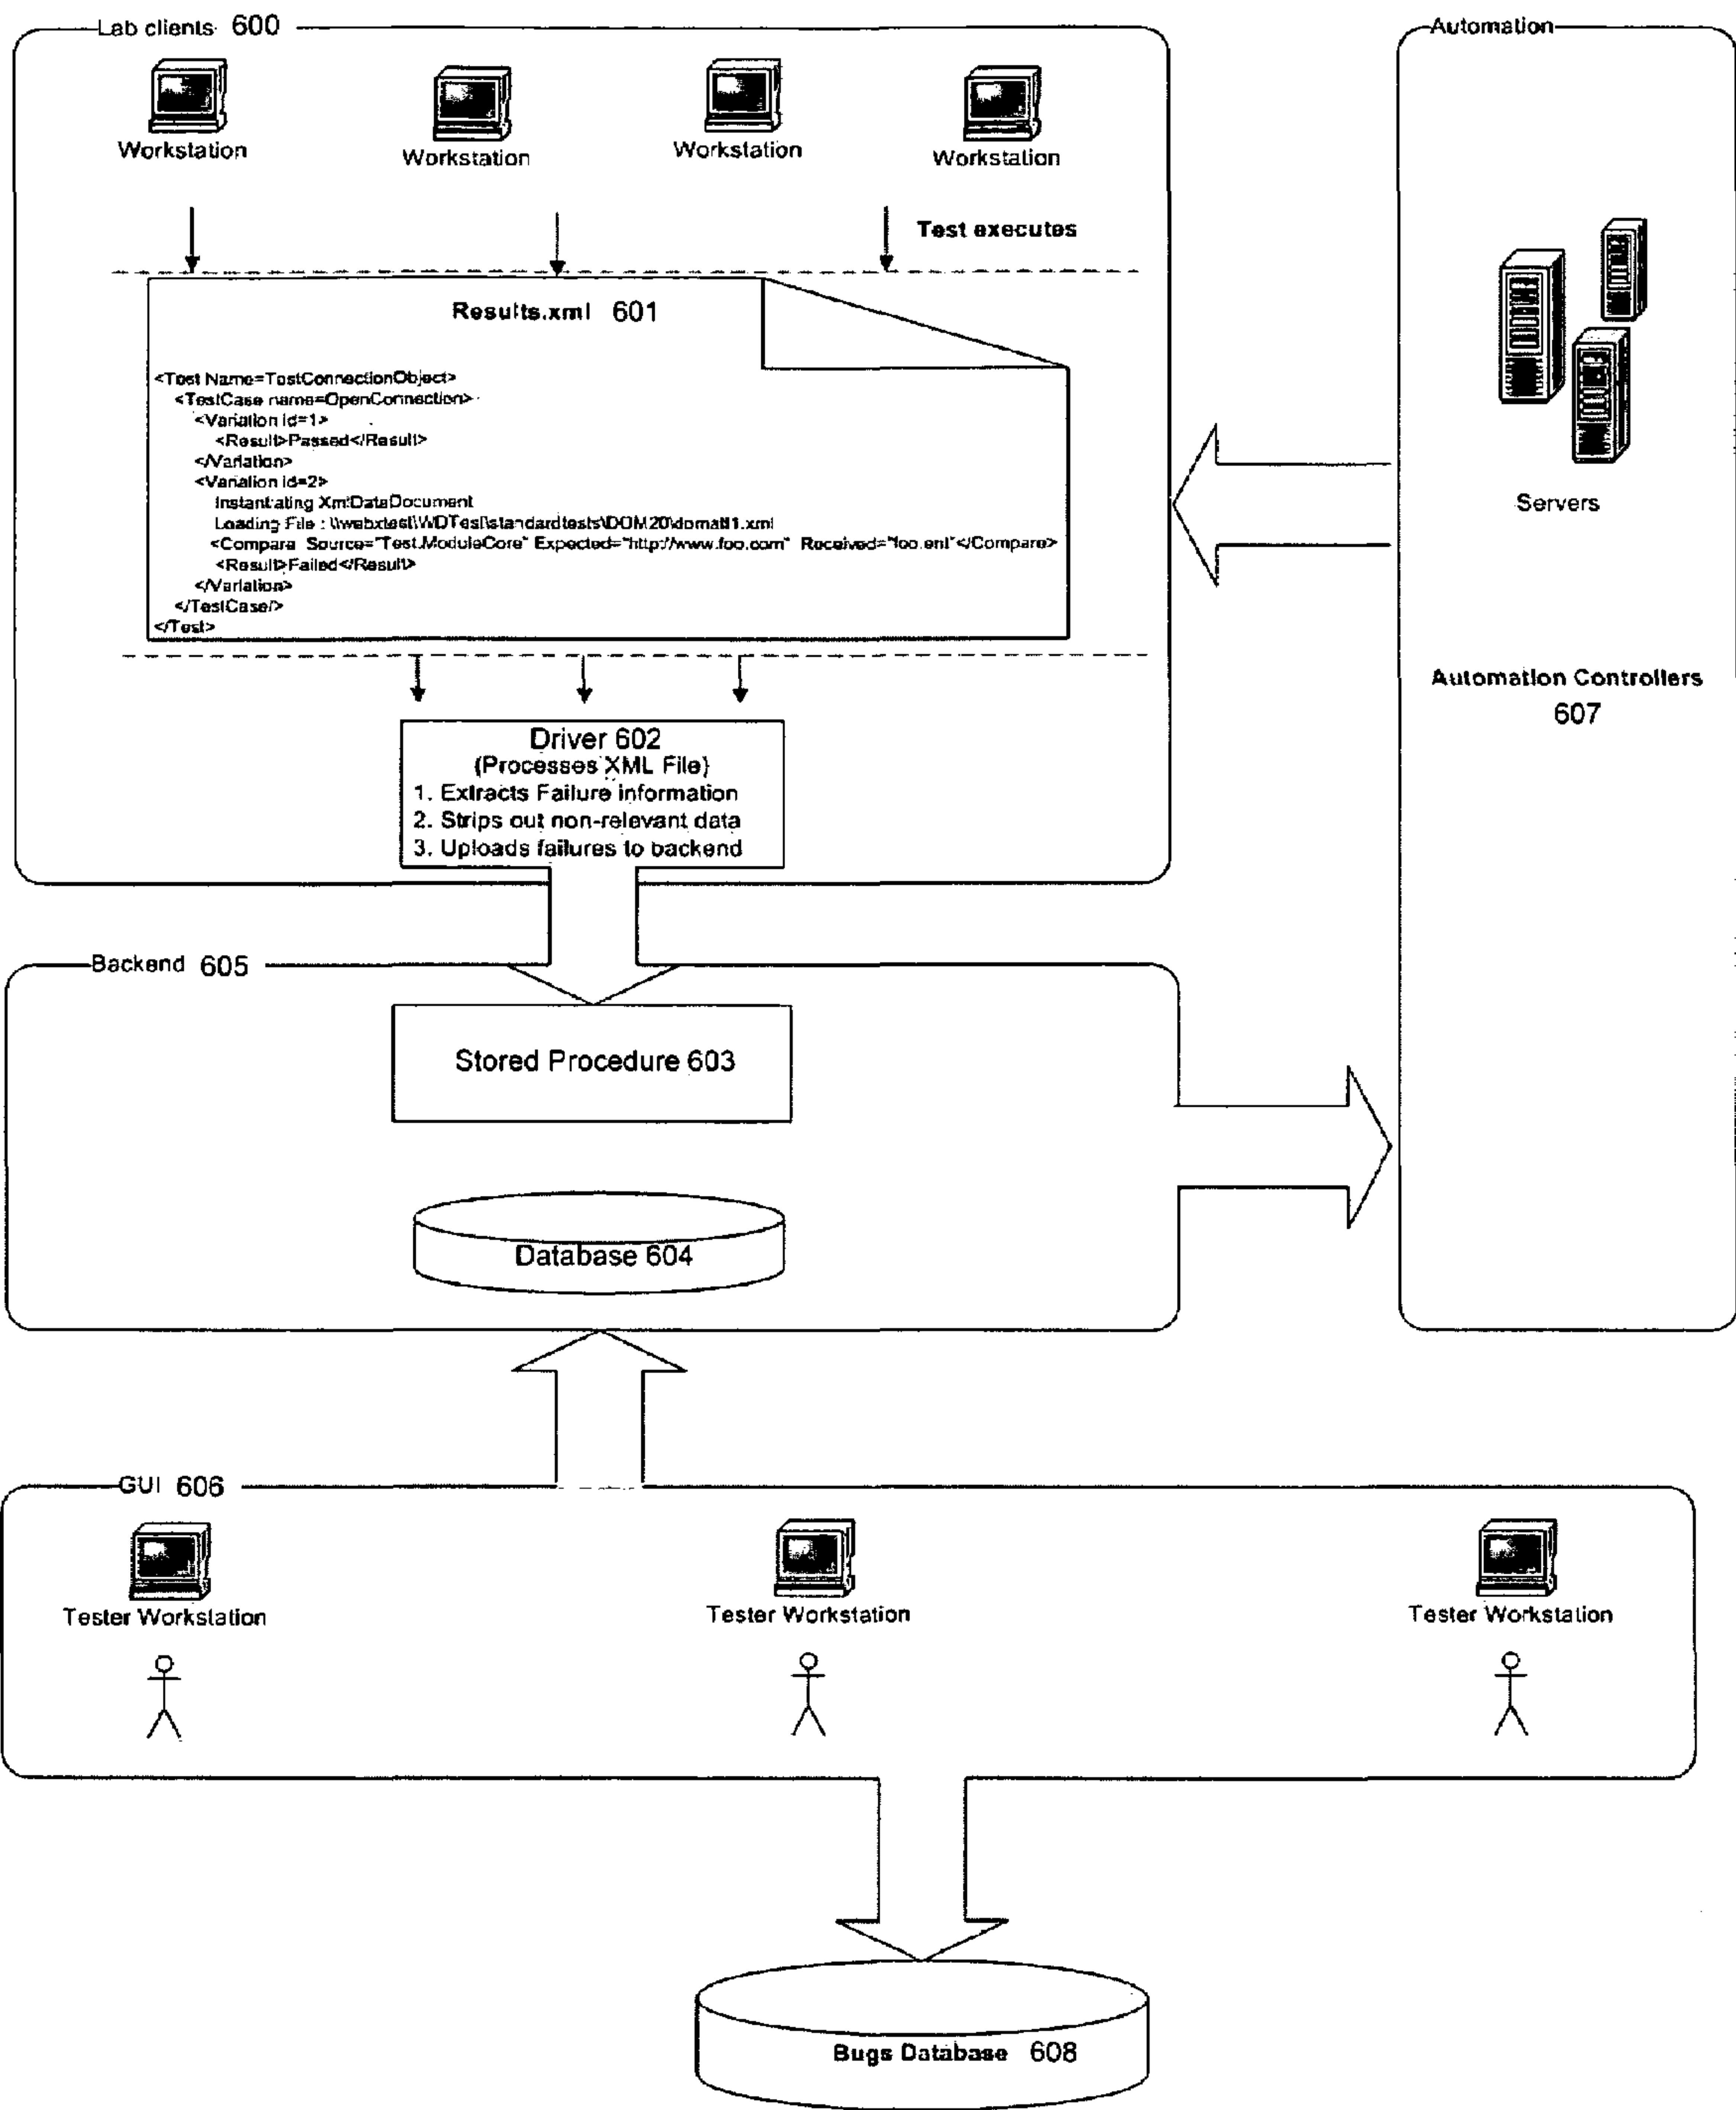 Lab clients 600
Automation
Workstation
Workstation
Workstation
Workstation
Test executes
Results.xml 601
<Test Name=TestConnectionObject>
<TestCase name=OpenConnection>
<Variation id=1>
<Result>Passed</Result>
</Variation>
<Variation id=2>
Instantiating XmlDataDocument
Loading File : \\webxtest\WDTest\standardtests\DOM20\domatt1.xml
<Compare Source="Test.ModuleCore" Expected="http://www.foo.com" Received="foo.ent"</Compare>
<Result>Failed</Result>
</Variation>
</TestCase/>
</Test>
Servers
Automation Controllers
607
Driver 602
(Processes XML File)
1. Extracts Failure information
2. Strips out non-relevant data
3. Uploads failures to backend
Backend 605
Stored Procedure 603
Database 604
GUI 606
Tester Workstation
Tester Workstation
Tester Workstation
Bugs Database 608